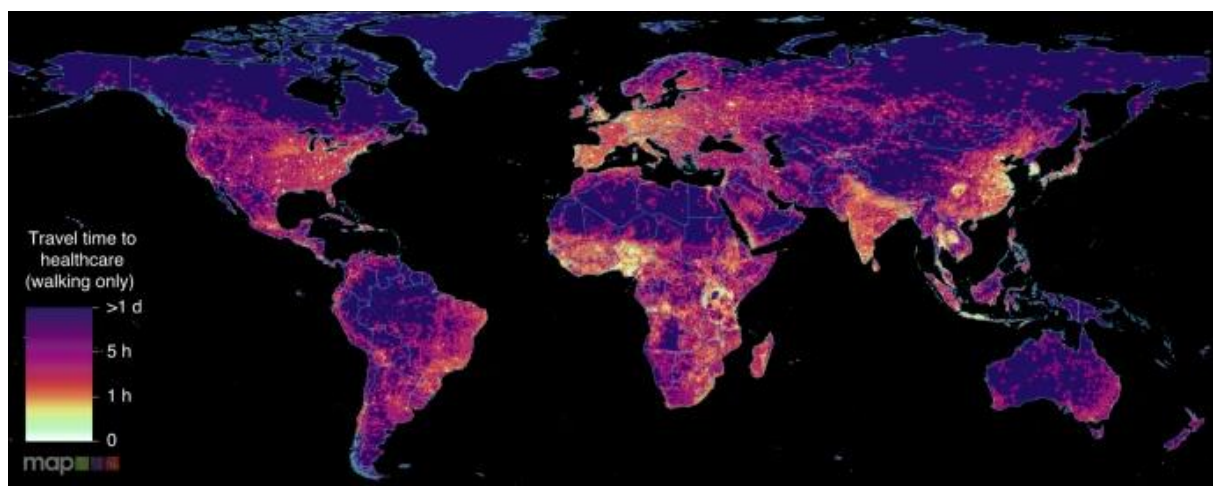 Travel time to
healthcare
(walking only)
>1 d
5 h
1 h
0
map